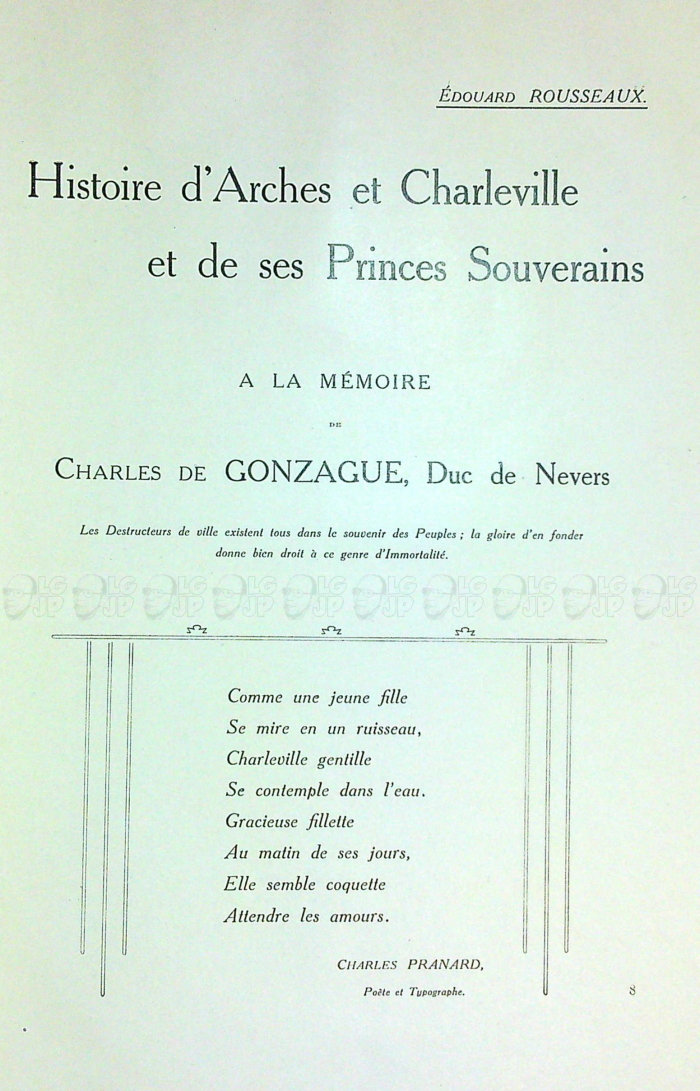 ÉDOUARD ROUSSEAUX.
Histoire d'Arches et Charleville
et de ses Princes Souverains
A LA MÉMOIRE
DE
CHARLES DE GONZAGUE, Duc de Nevers
Les Destructeurs de ville existent tous dans le souvenir des Peuples ; la gloire d'en fonder
donne bien droit à ce genre d'Immortalité.
Comme une jeune fille
Se mire en un ruisseau,
Charleville gentille
Se contemple dans l'eau.
Gracieuse fillette
Au matin de ses jours,
Elle semble coquette
Attendre les amours.
CHARLES PRANARD,
Poète et Typographe.
8